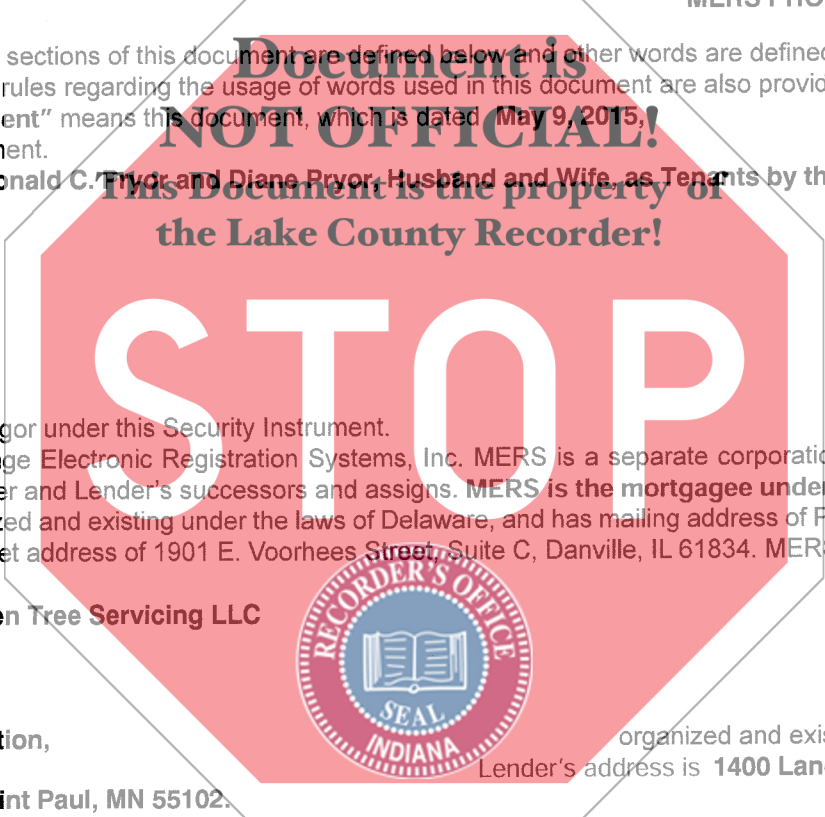 MERS PHO
sections of this document are defined below and other words are defined
rules regarding the usage of words used in this document are also provid
Document is
ent” means this document, which is dated May 9, 2015,
NOT OFFICIAL!
ent.
onald C. Pryor and Diane Pryor, Husband and Wife, as Tenants by th
This Document is the property of
the Lake County Recorder!
STOP
gor under this Security Instrument.
ge Electronic Registration Systems, Inc. MERS is a separate corporatio
er and Lender's successors and assigns. MERS is the mortgagee under
zed and existing under the laws of Delaware, and has mailing address of P
et address of 1901 E. Voorhees Street, Suite C, Danville, IL 61834. MERS
en Tree Servicing LLC
RECORDER'S OFFICE
SEAL
INDIANA
tion,
organized and exis
Lender's address is 1400 Lan
int Paul, MN 55102.